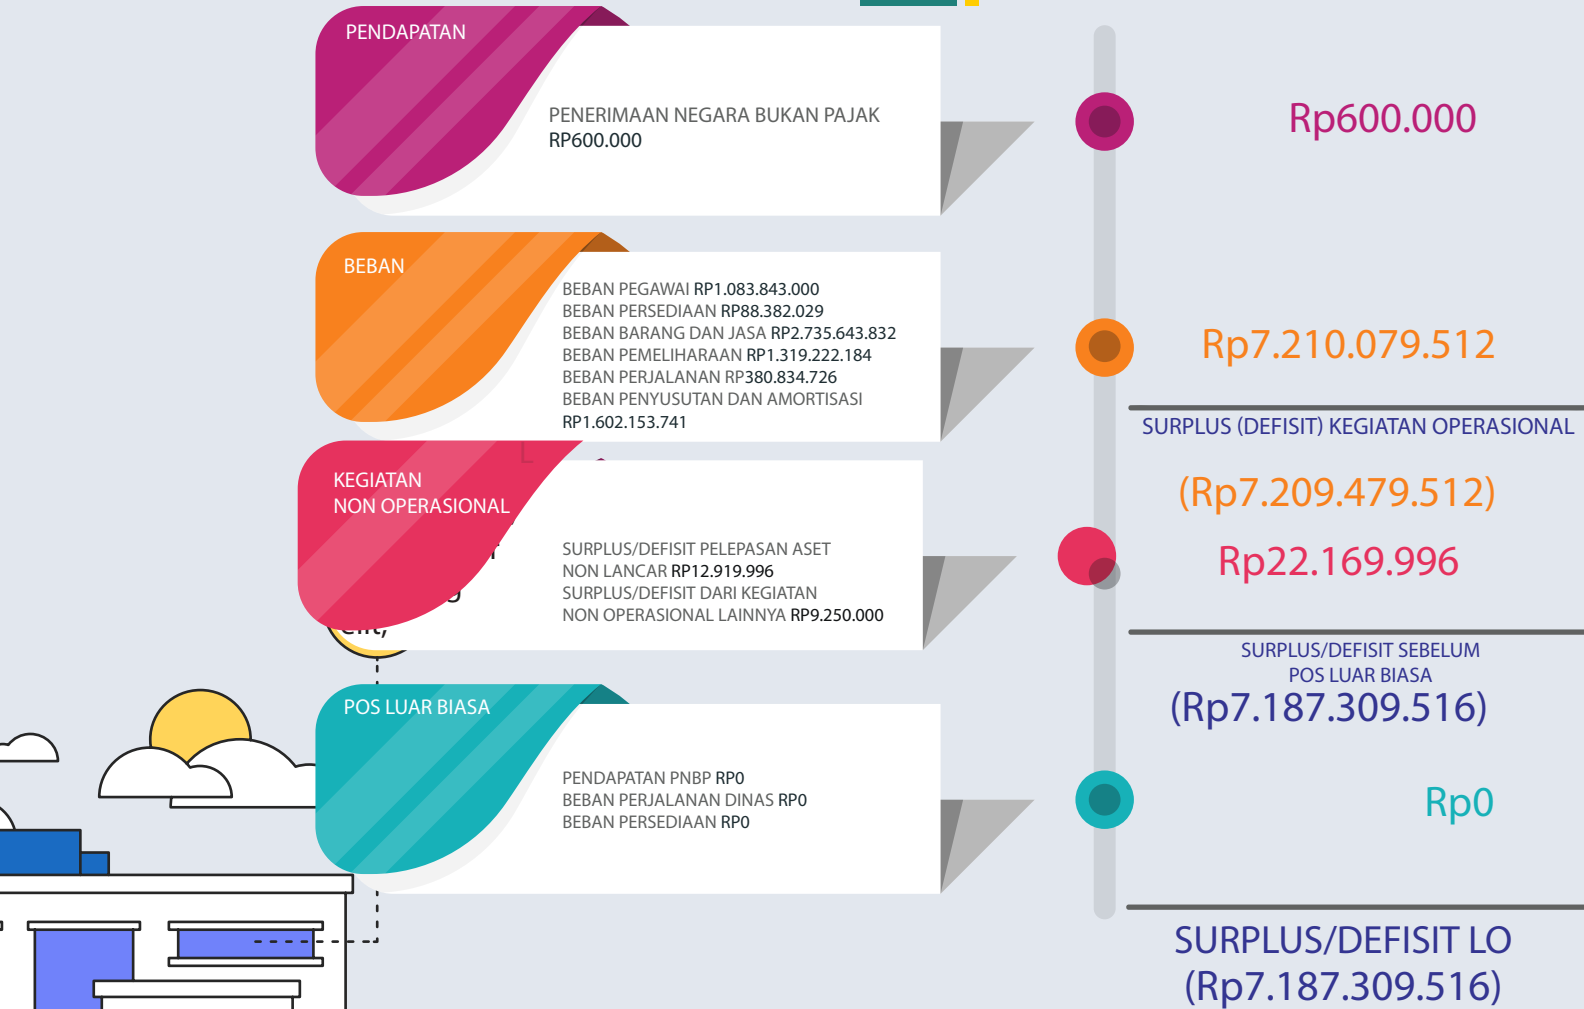 PENDAPATAN
PENERIMAAN NEGARA BUKAN PAJAK
RP600.000
Rp600.000
BEBAN
BEBAN PEGAWAI RP1.083.843.000
BEBAN PERSEDIAAN RP88.382.029
BEBAN BARANG DAN JASA RP2.735.643.832
BEBAN PEMELIHARAAN RP1.319.222.184
BEBAN PERJALANAN RP380.834.726
BEBAN PENYUSUTAN DAN AMORTISASI
RP1.602.153.741
Rp7.210.079.512
SURPLUS (DEFISIT) KEGIATAN OPERASIONAL
(Rp7.209.479.512)
KEGIATAN
NON OPERASIONAL
SURPLUS/DEFISIT PELEPASAN ASET
NON LANCAR RP12.919.996
SURPLUS/DEFISIT DARI KEGIATAN
NON OPERASIONAL LAINNYA RP9.250.000
Rp22.169.996
SURPLUS/DEFISIT SEBELUM
POS LUAR BIASA
(Rp7.187.309.516)
POS LUAR BIASA
PENDAPATAN PNBP RP0
BEBAN PERJALANAN DINAS RP0
BEBAN PERSEDIAAN RP0
Rp0
SURPLUS/DEFISIT LO
(Rp7.187.309.516)